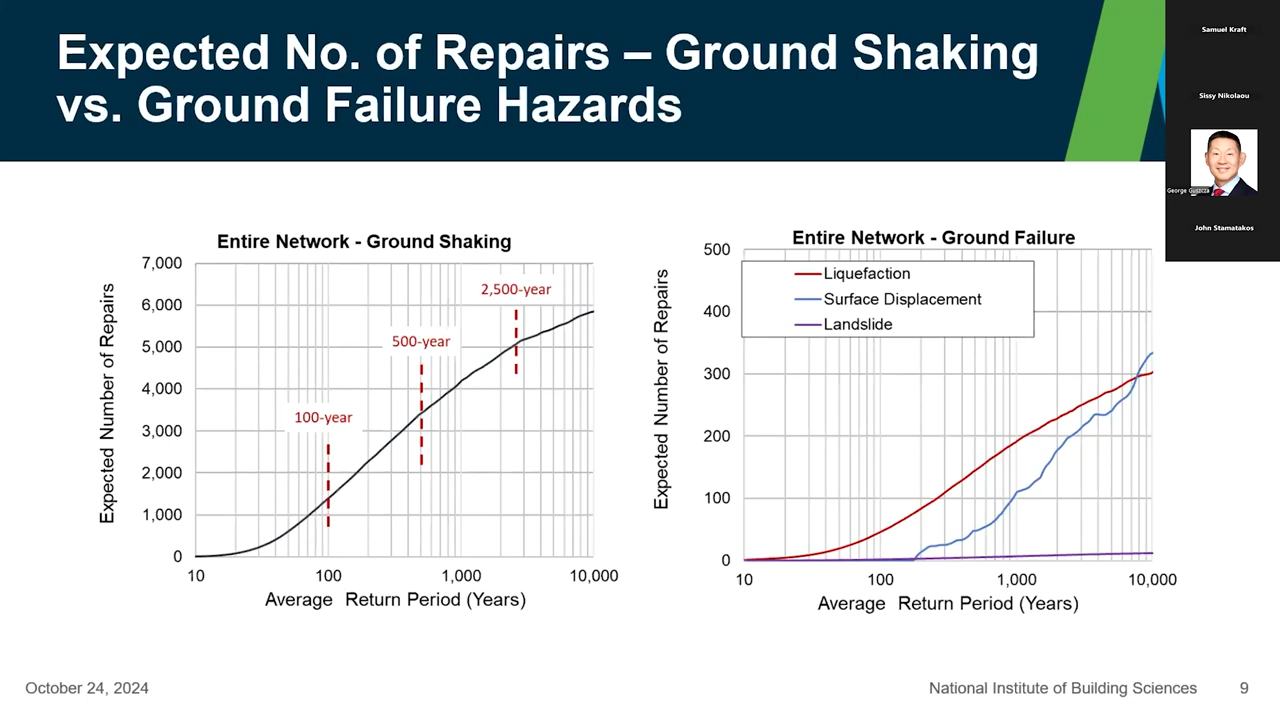 Expected No. of Repairs – Ground Shaking
vs. Ground Failure Hazards
Samuel Kraft
Sissy Nikolaou
George Guszcza
John Stamatakos
Entire Network - Ground Shaking
7,000
6,000
5,000
4,000
3,000
2,000
1,000
0
Expected Number of Repairs
2,500-year
500-year
100-year
10
100
1,000
10,000
Average Return Period (Years)
Entire Network - Ground Failure
500
400
300
200
100
0
Expected Number of Repairs
Liquefaction
Surface Displacement
Landslide
10
100
1,000
10,000
Average Return Period (Years)
October 24, 2024
National Institute of Building Sciences
9